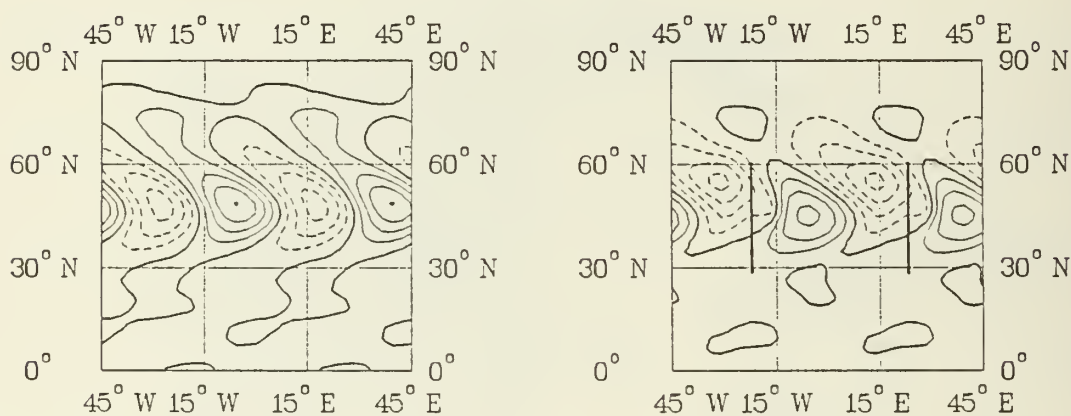 45° W 15° W 15° E 45° E 45° W 15° W 15° E 45° E
90° N 90° N 90° N 90° N
60° N 60° N 60° N 60° N
30° N 30° N 30° N 30° N
0° 0° 0° 0°
45° W 15° W 15° E 45° E 45° W 15° W 15° E 45° E